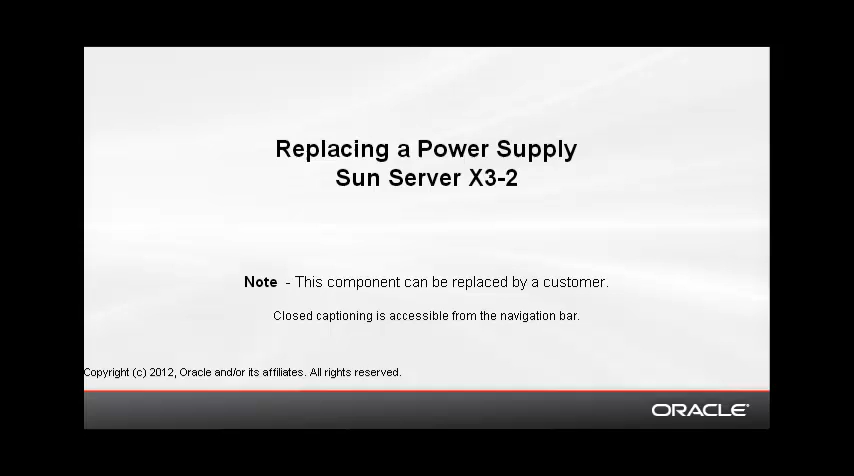 Replacing a Power Supply
Sun Server X3-2
Note - This component can be replaced by a customer.
Closed captioning is accessible from the navigation bar.
Copyright (c) 2012, Oracle and/or its affiliates. All rights reserved.
ORACLE®